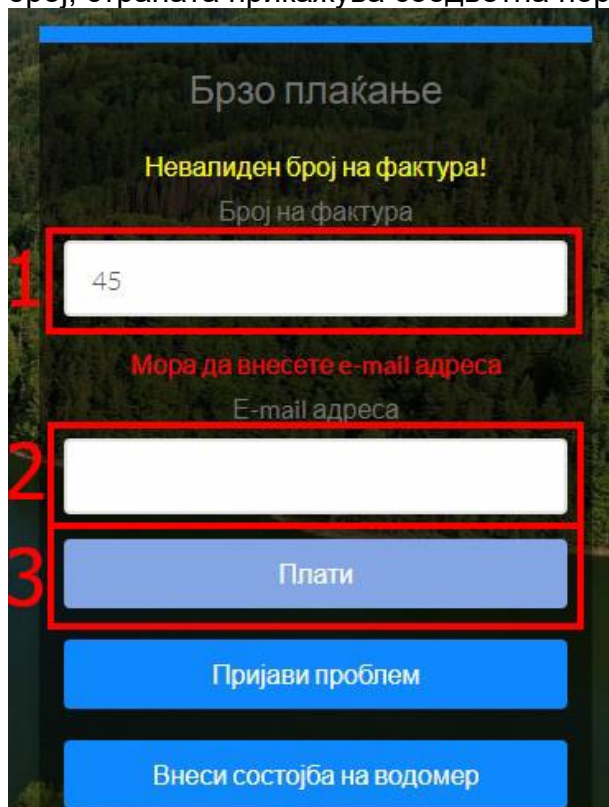 Брзо плаќање
Невалиден број на фактура!
Број на фактура
1
45
Мора да внесете e-mail адреса
E-mail адреса
2
3
Плати
Пријави проблем
Внеси состојба на водомер